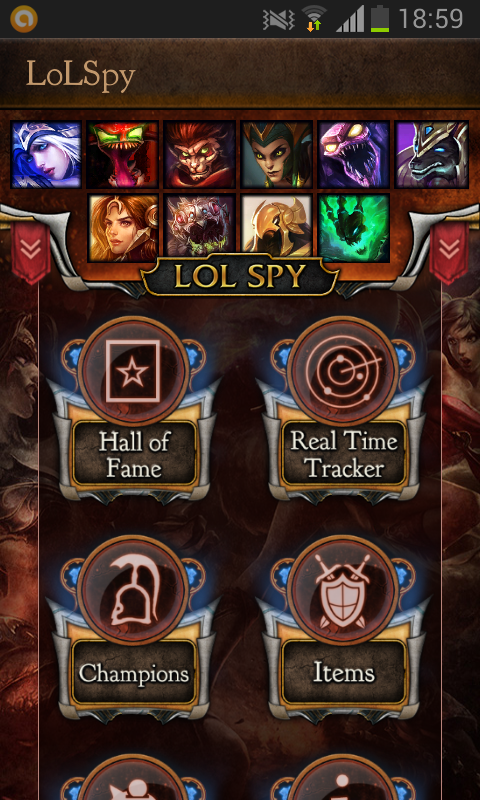 18:59
LoLSpy
LOL SPY
Hall of
Fame
Real Time
Tracker
Champions
Items